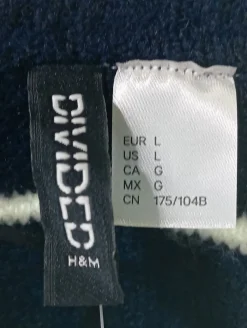 DIVIDED
H&M
EUR L
US L
CA G
MX G
CN 175/104B